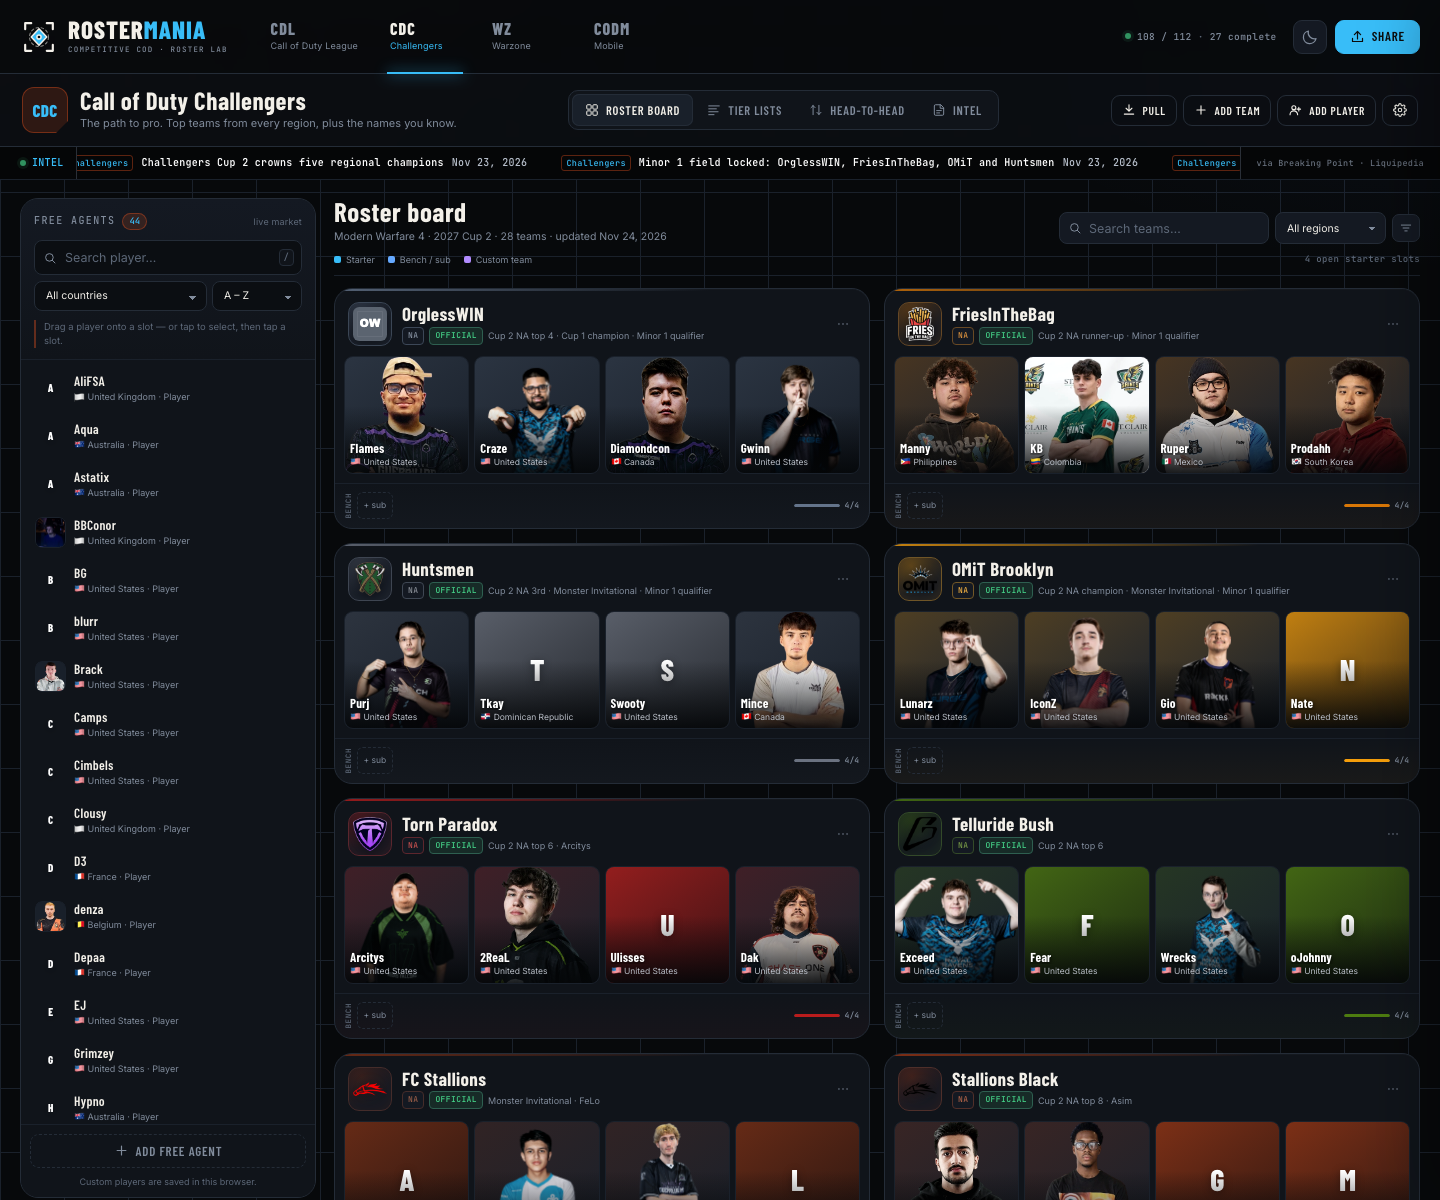 ROSTERMANIA
COMPETITIVE COD · ROSTER LAB
CDL
Call of Duty League
CDC
Challengers
WZ
Warzone
CODM
Mobile
108 / 112 · 27 complete
SHARE
CDC
Call of Duty Challengers
The path to pro. Top teams from every region, plus the names you know.
ROSTER BOARD
TIER LISTS
HEAD-TO-HEAD
INTEL
PULL
ADD TEAM
ADD PLAYER
INTEL
Challengers Cup 2 crowns five regional champions Nov 23, 2026
Challengers Minor 1 field locked: OrglessWIN, FriesInTheBag, OMiT and Huntsmen Nov 23, 2026
Challengers
via Breaking Point · Liquipedia
FREE AGENTS 44
live market
Search player... /
All countries
A – Z
Drag a player onto a slot — or tap to select, then tap a
slot.
A
AliFSA
United Kingdom · Player
A
Aqua
Australia · Player
A
Astatix
Australia · Player
BBConor
United Kingdom · Player
B
BG
United States · Player
B
blurr
United States · Player
Brack
United States · Player
C
Camps
United States · Player
C
Cimbels
United States · Player
C
Clousy
United Kingdom · Player
D
D3
France · Player
denza
Belgium · Player
D
Depaa
France · Player
E
EJ
United States · Player
G
Grimzey
United States · Player
H
Hypno
Australia · Player
ADD FREE AGENT
Custom players are saved in this browser.
Roster board
Modern Warfare 4 · 2027 Cup 2 · 28 teams · updated Nov 24, 2026
Starter
Bench / sub
Custom team
Search teams...
All regions
4 open starter slots
OW
OrglessWIN
NA OFFICIAL Cup 2 NA top 4 · Cup 1 champion · Minor 1 qualifier
Flames
United States
Craze
United States
Diamondcon
Canada
Gwinn
United States
BENCH
+ sub
4/4
FRIES
FriesInTheBag
NA OFFICIAL Cup 2 NA runner-up · Minor 1 qualifier
Manny
Philippines
KB
Colombia
Ruper
Mexico
Prodahh
South Korea
BENCH
+ sub
4/4
Huntsmen
NA OFFICIAL Cup 2 NA 3rd · Monster Invitational · Minor 1 qualifier
Purj
United States
T
Tkay
Dominican Republic
S
Swooty
United States
Mince
Canada
BENCH
+ sub
4/4
OMIT
OMiT Brooklyn
NA OFFICIAL Cup 2 NA champion · Monster Invitational · Minor 1 qualifier
Lunarz
United States
IconZ
United States
Gio
United States
N
Nate
United States
BENCH
+ sub
4/4
Torn Paradox
NA OFFICIAL Cup 2 NA top 6 · Arcitys
Arcitys
United States
2ReaL
United States
U
Ulisses
United States
Dak
United States
BENCH
+ sub
4/4
Telluride Bush
NA OFFICIAL Cup 2 NA top 6
Exceed
United States
F
Fear
United States
Wrecks
United States
O
oJohnny
United States
BENCH
+ sub
4/4
FC Stallions
NA OFFICIAL Monster Invitational · FeLo
A
L
Stallions Black
NA OFFICIAL Cup 2 NA top 8 · Asim
G
M